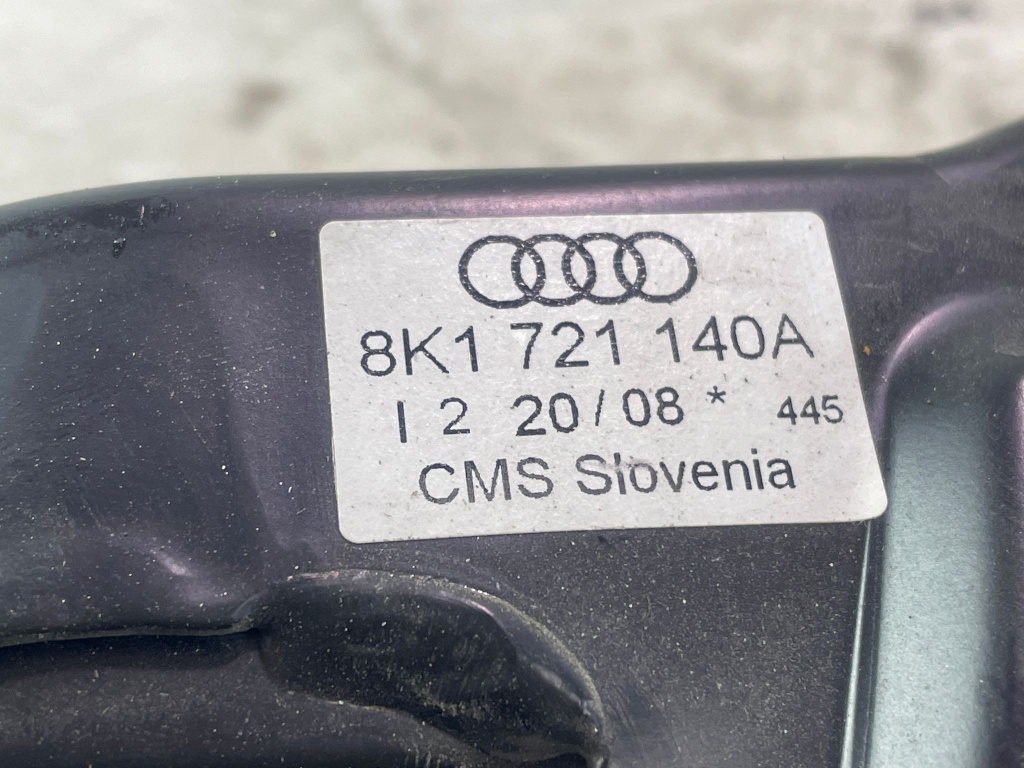 8K1 721 140A
I 2 20/08 * 445
CMS Slovenia